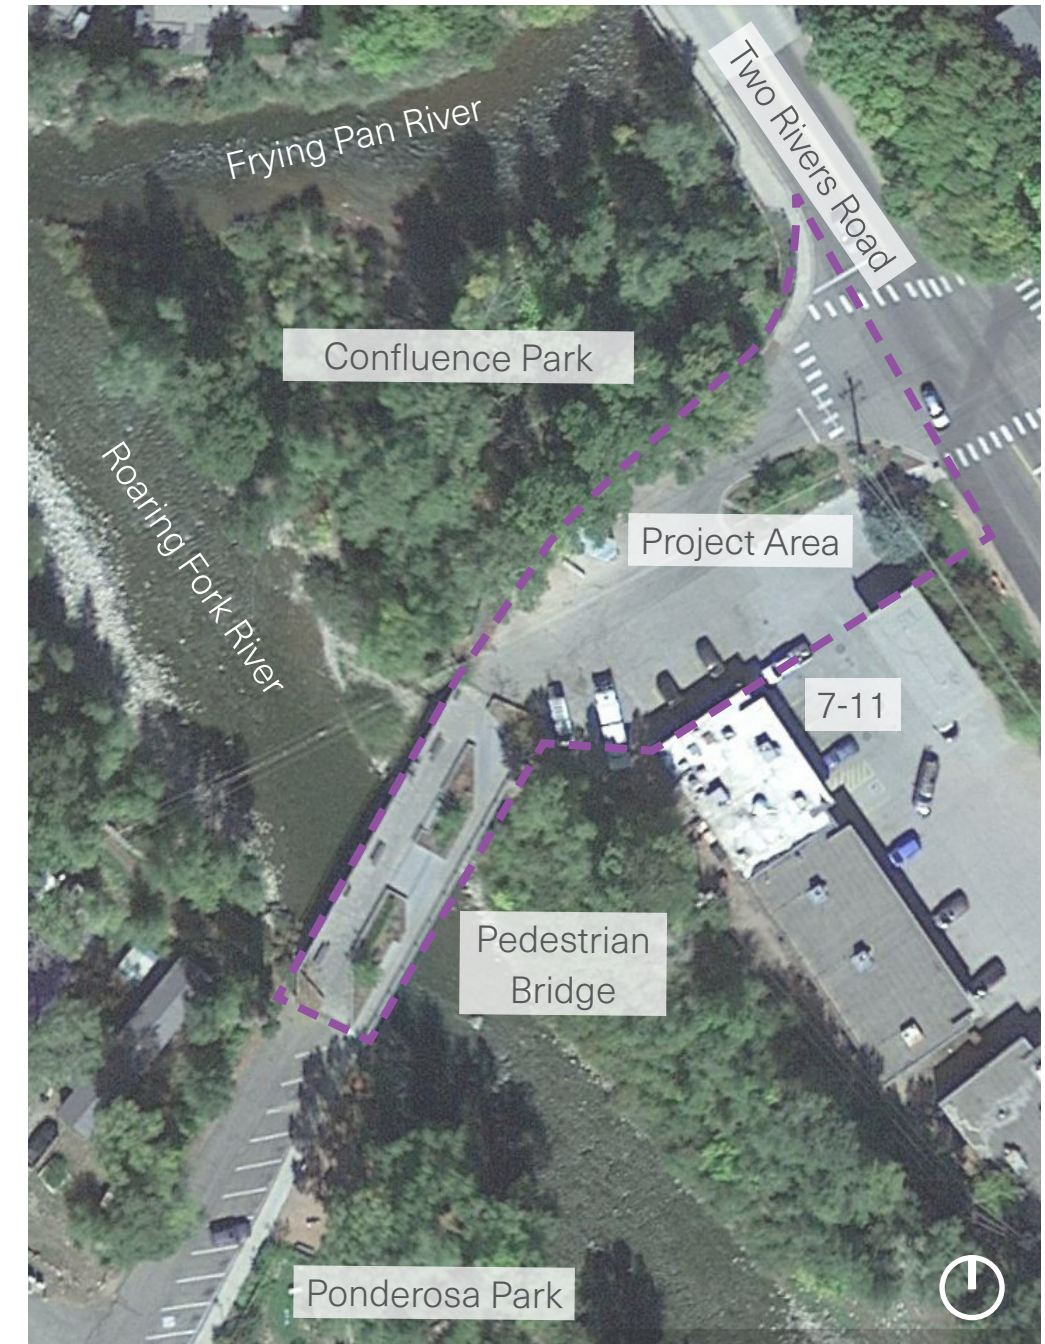 Two Rivers Road
Frying Pan River
Confluence Park
Roaring Fork River
Project Area
7-11
Pedestrian
Bridge
Ponderosa Park